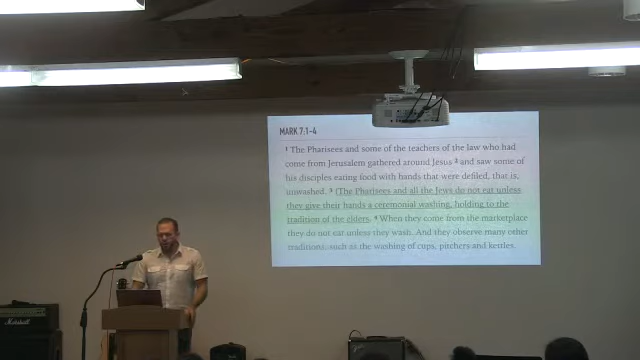 MARK 7:1-4
1 The Pharisees and some of the teachers of the law who had
come from Jerusalem gathered around Jesus 2 and saw some of
his disciples eating food with hands that were defiled, that is,
unwashed. 3 (The Pharisees and all the Jews do not eat unless
they give their hands a ceremonial washing, holding to the
tradition of the elders. 4 When they come from the marketplace
they do not eat unless they wash. And they observe many other
traditions, such as the washing of cups, pitchers and kettles.
Marshall